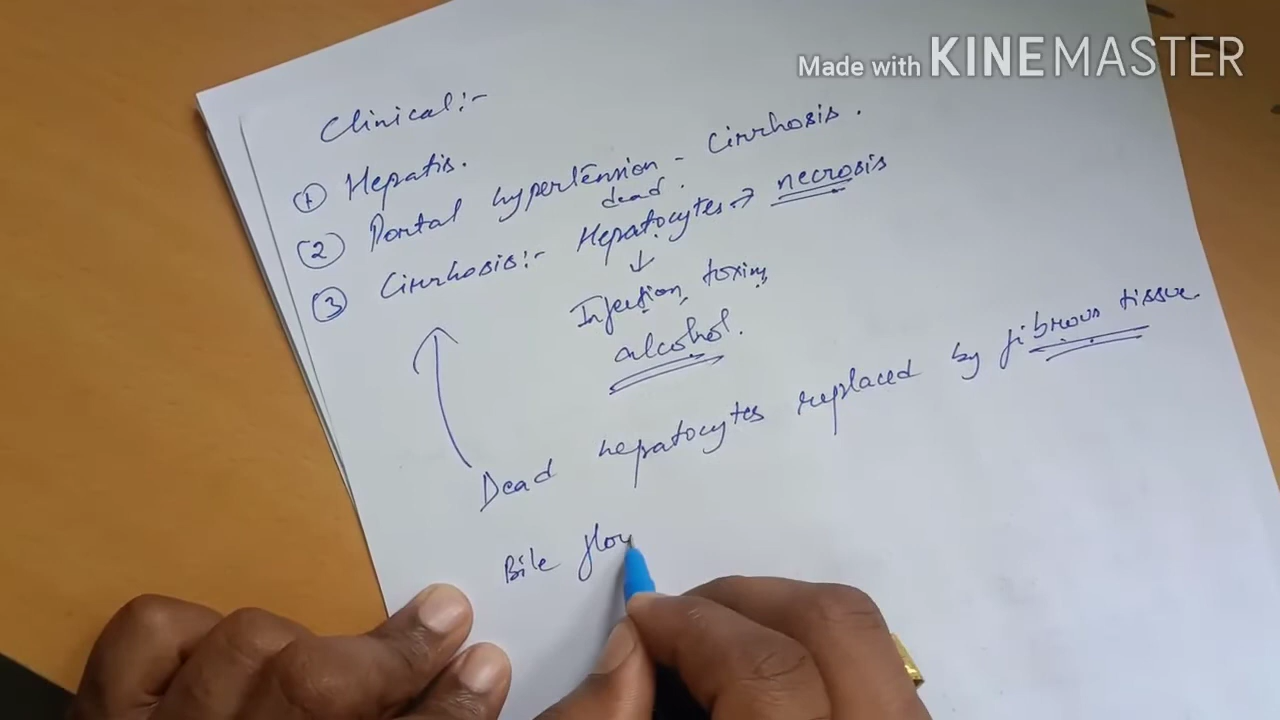 Made with KINEMASTER
Clinical:-
① Hepatis.
② Portal hypertension - Cirrhosis.
dead.
③ Cirrhosis:- Hepatocytes → necrosis
↓
Infection, toxins,
alcohol.
Dead hepatocytes replaced by fibrous tissue
Bile flow